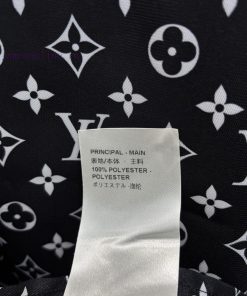 PRINCIPAL - MAIN
表地/本体 · 主料
100% POLYESTER -
POLYESTER
ポリエステル -涤纶